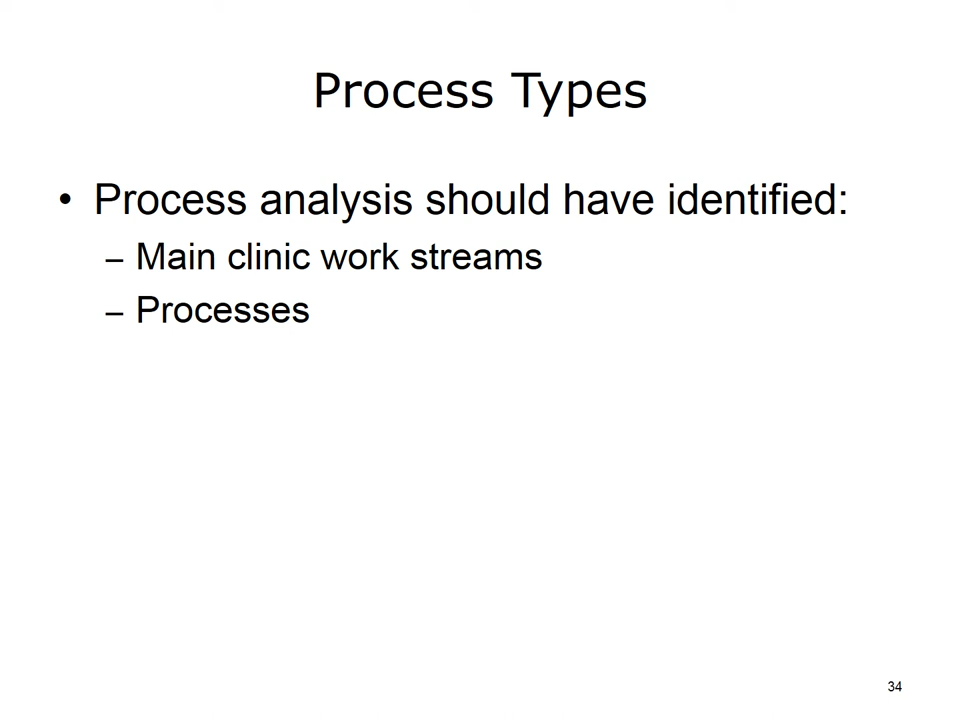 Process Types
• Process analysis should have identified:
– Main clinic work streams
– Processes
34